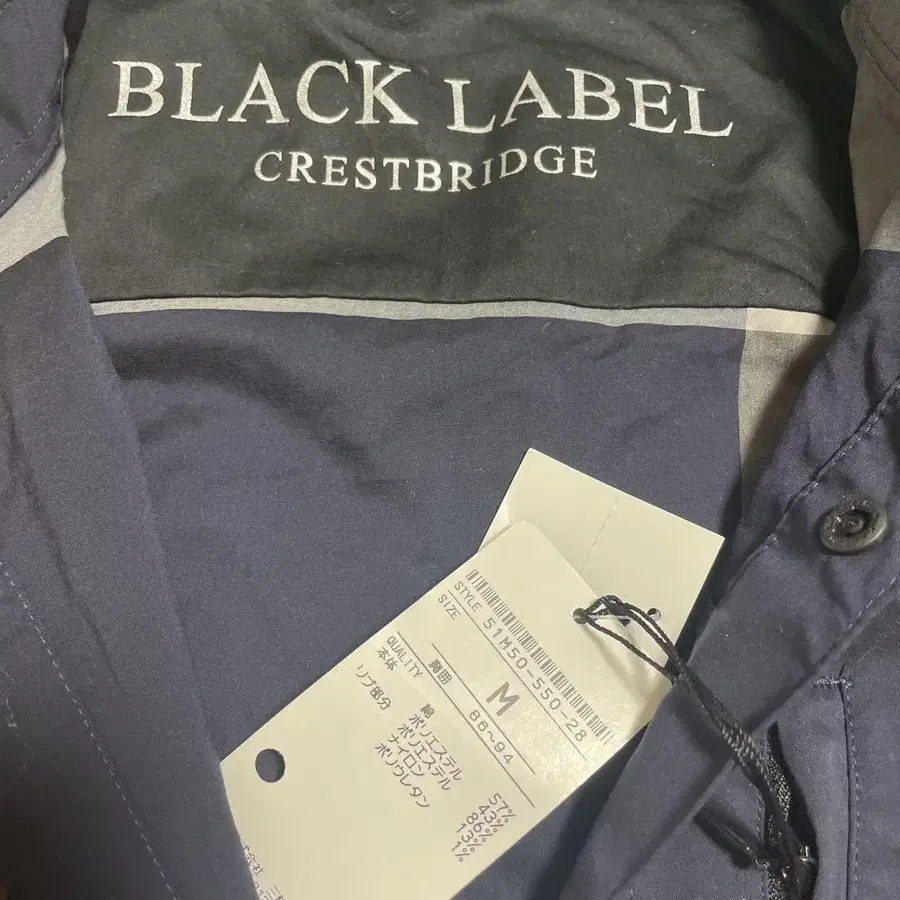 BLACK LABEL
CRESTBRIDGE
STYLE 51M50-550-28
SIZE M
胸囲 86~94
QUALITY
本体 綿 57%
ポリエステル 43%
リブ部分 ポリエステル 86%
ナイロン 13%
ポリウレタン 1%